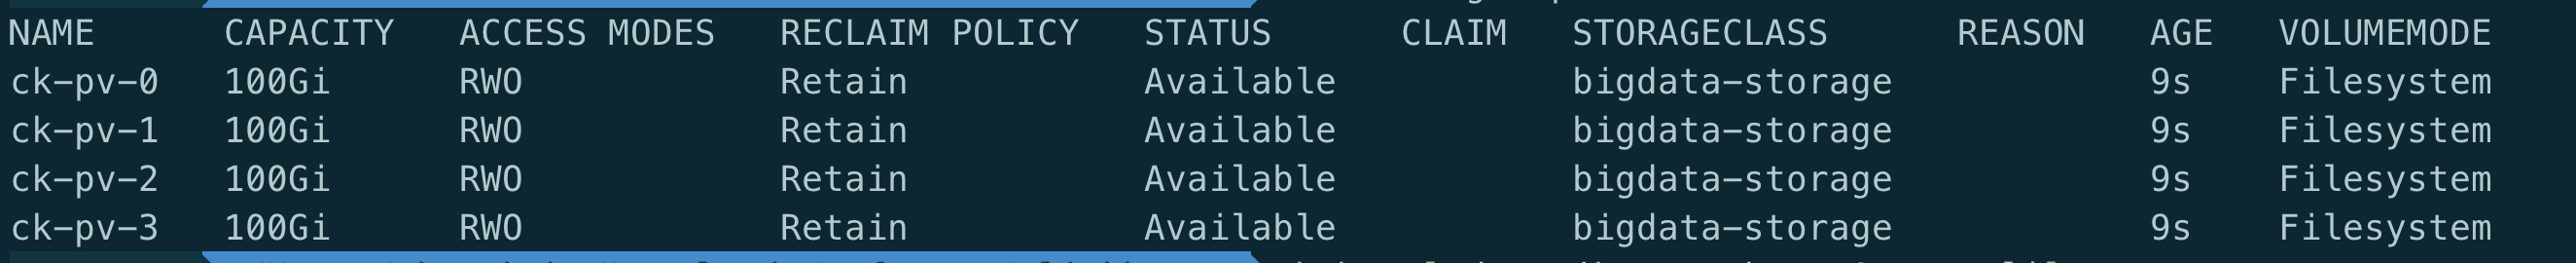 NAME CAPACITY ACCESS MODES RECLAIM POLICY STATUS CLAIM STORAGECLASS REASON AGE VOLUMEMODE
ck-pv-0 100Gi RWO Retain Available bigdata-storage 9s Filesystem
ck-pv-1 100Gi RWO Retain Available bigdata-storage 9s Filesystem
ck-pv-2 100Gi RWO Retain Available bigdata-storage 9s Filesystem
ck-pv-3 100Gi RWO Retain Available bigdata-storage 9s Filesystem